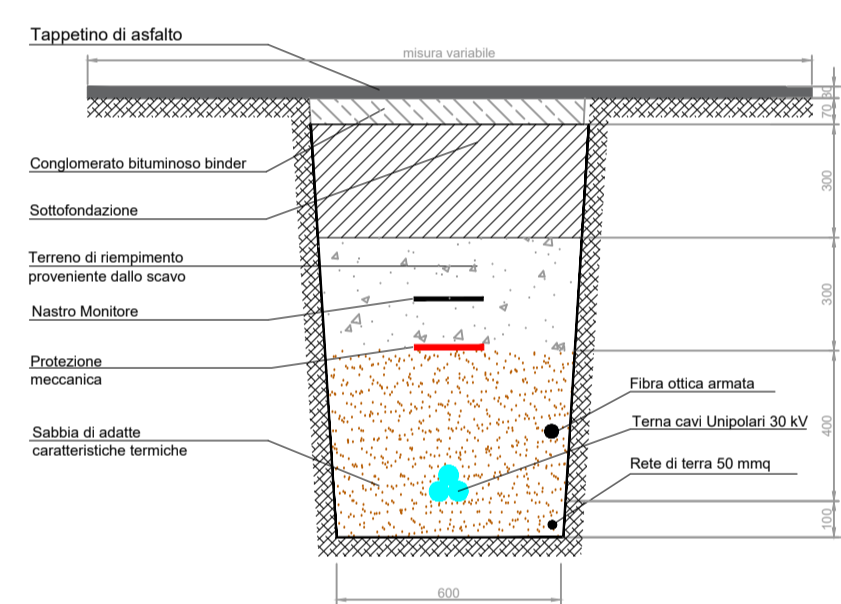 Tappetino di asfalto
misura variabile
30
70
Conglomerato bituminoso binder
300
Sottofondazione
Terreno di riempimento
proveniente dallo scavo
300
Nastro Monitore
Protezione
meccanica
Fibra ottica armata
Terna cavi Unipolari 30 kV
400
Sabbia di adatte
caratteristiche termiche
Rete di terra 50 mmq
100
600